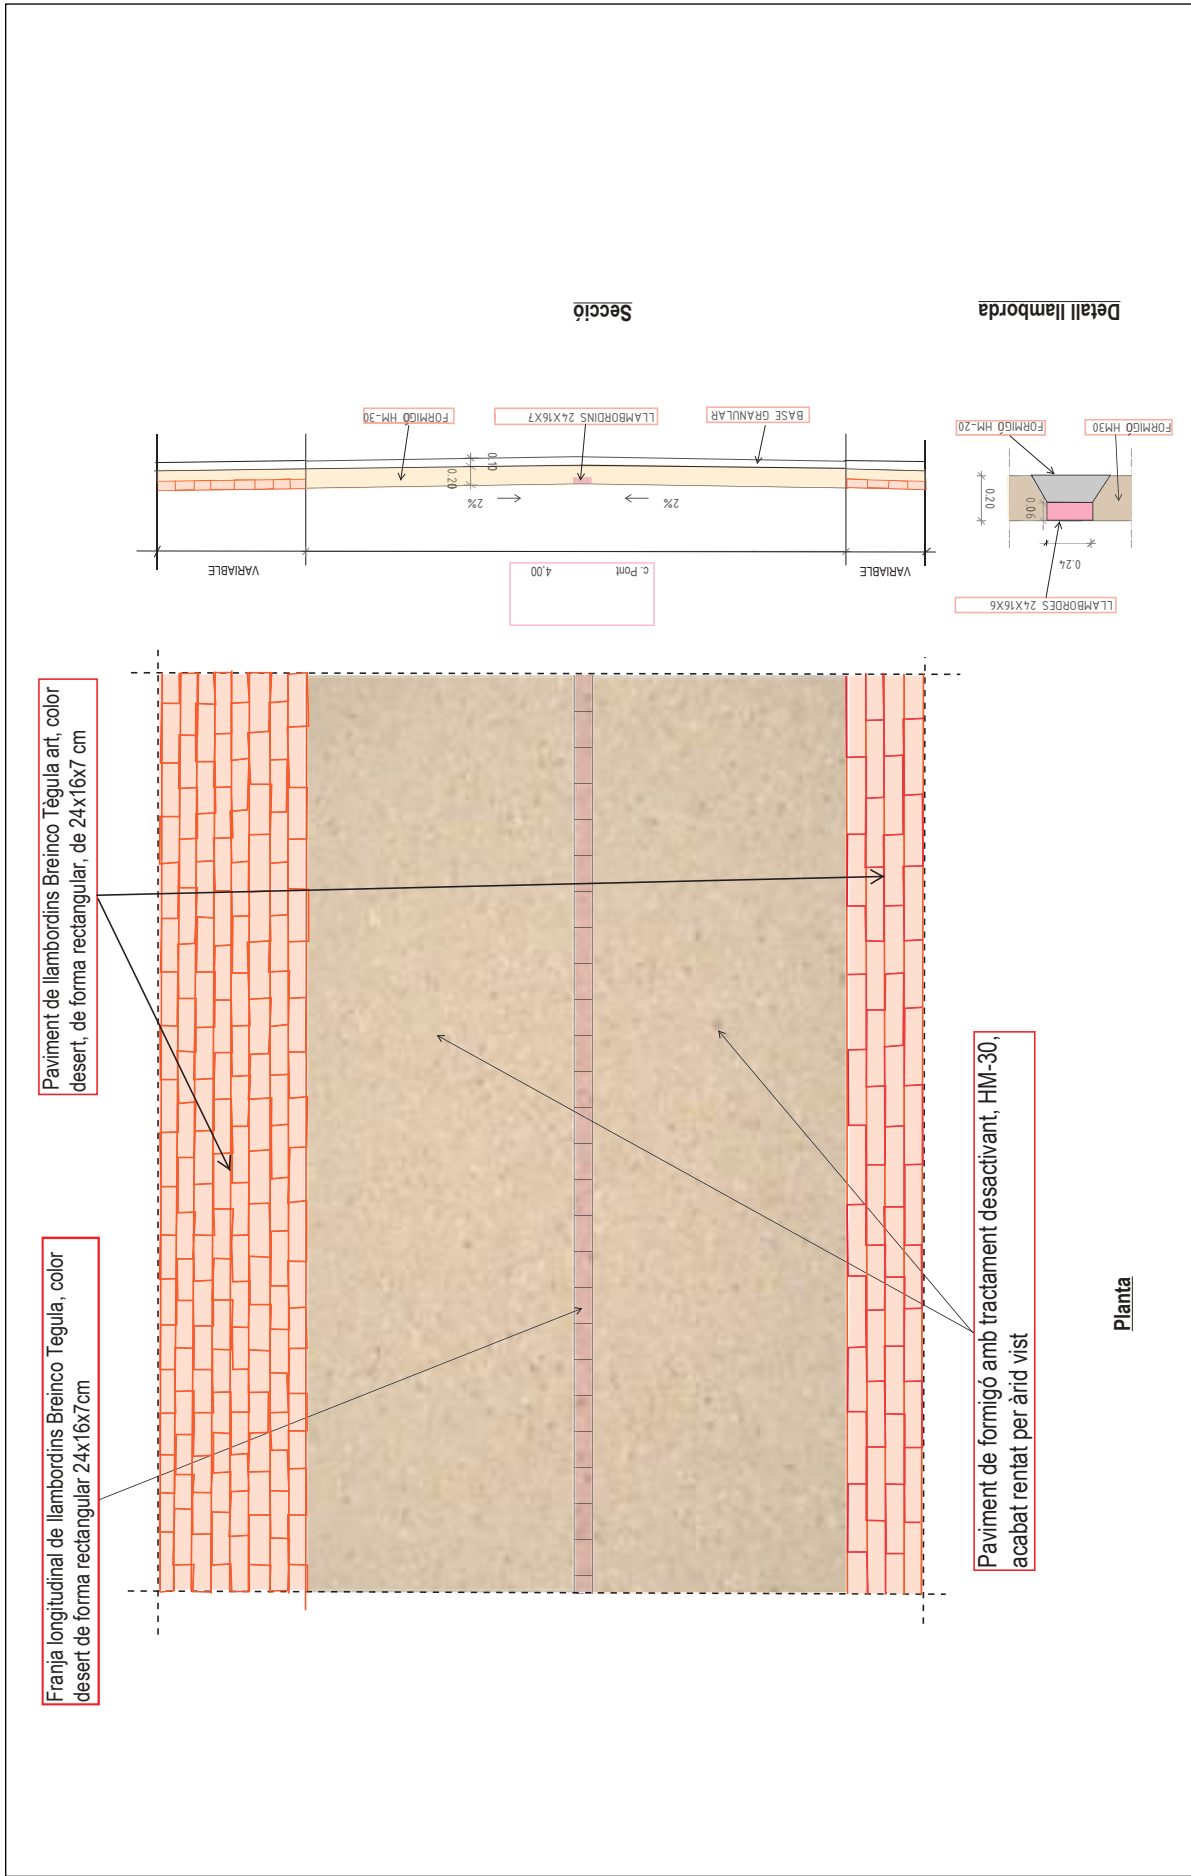 Franja longitudinal de llambordins Breinco Tegula, color
desert de forma rectangular 24x16x7cm
Paviment de llambordins Breinco Tègula art, color
desert, de forma rectangular, de 24x16x7 cm
Paviment de formigó amb tractament desactivant, HM-30,
acabat rentat per àrid vist
Planta
Secció
FORMIGÓ HM-30
LLAMBORDINS 24X16X7
BASE GRANULAR
0.10
0.20
2%
2%
VARIABLE
c. Pont 4,00
VARIABLE
Detall llamborda
FORMIGÓ HM-20
FORMIGÓ HM30
0.20
0.06
0.24
LLAMBORDES 24X16X6